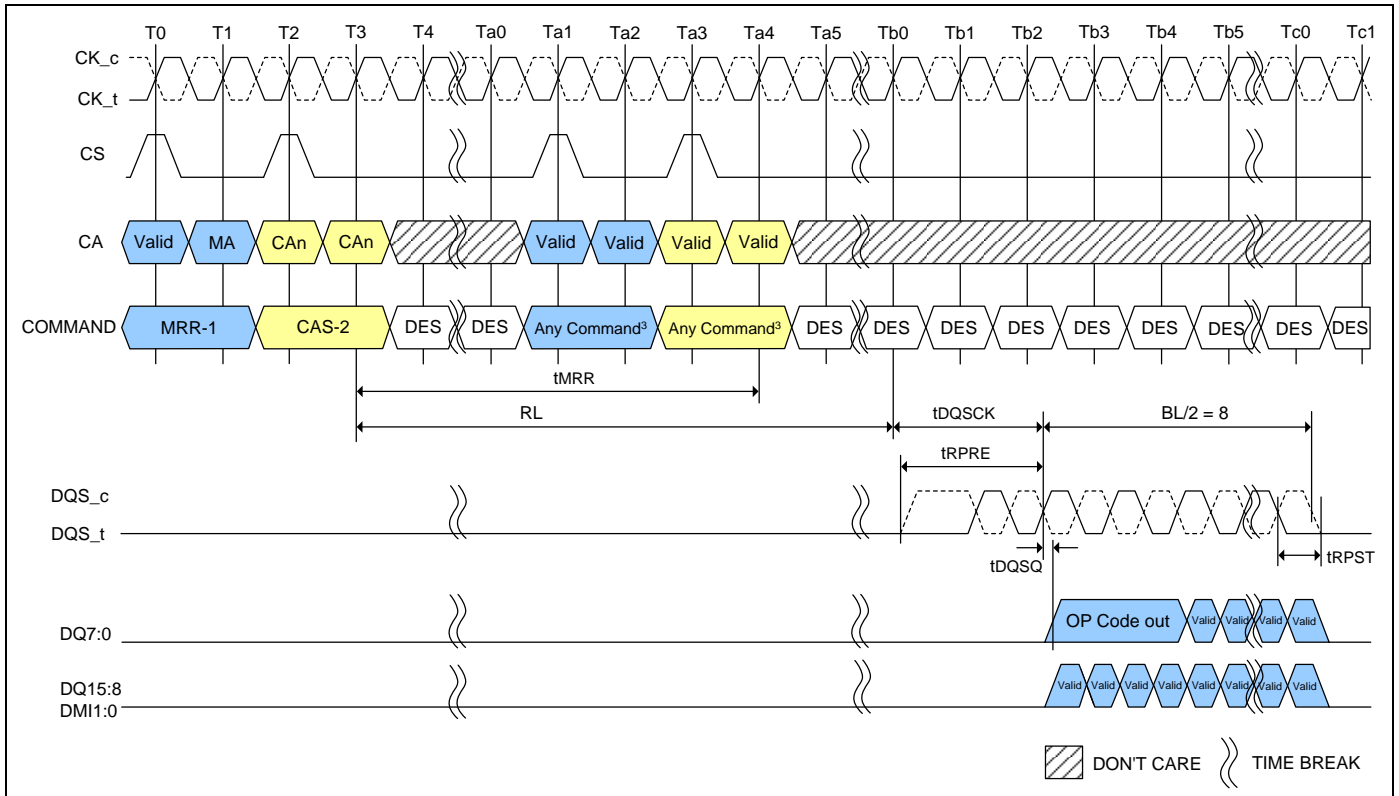 T0 T1 T2 T3 T4 Ta0 Ta1 Ta2 Ta3 Ta4 Ta5 Tb0 Tb1 Tb2 Tb3 Tb4 Tb5 Tc0 Tc1
CK_c
CK_t
CS
CA Valid MA CAn CAn Valid Valid Valid Valid
COMMAND MRR-1 CAS-2 DES DES Any Command³ Any Command³ DES DES DES DES DES DES DES DES DES
tMRR
RL tDQSCK BL/2 = 8
tRPRE
DQS_c
DQS_t
tDQSQ tRPST
DQ7:0 OP Code out Valid Valid Valid Valid
DQ15:8 Valid Valid Valid Valid Valid Valid Valid Valid
DMI1:0
DON'T CARE TIME BREAK